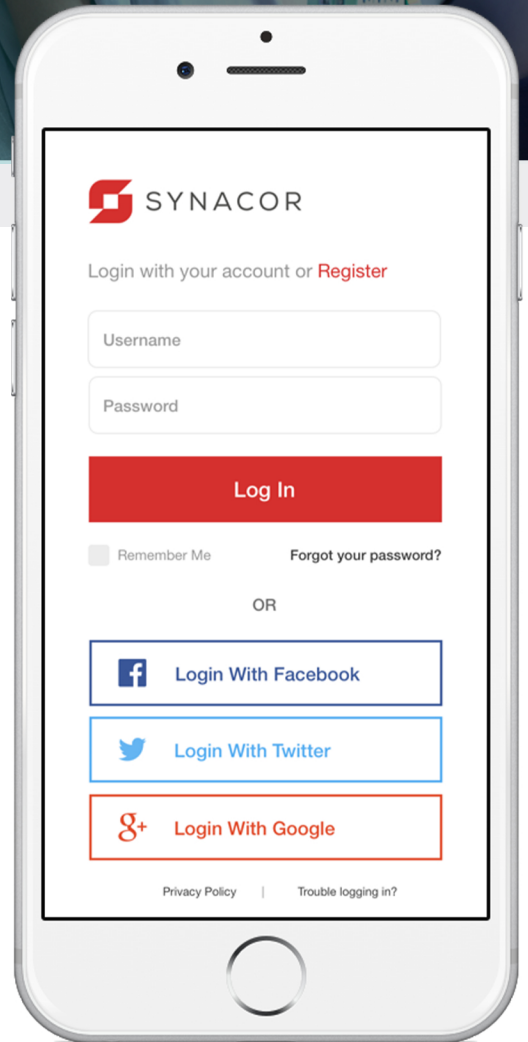 SYNACOR
Login with your account or Register
Username
Password
Log In
Remember Me Forgot your password?
OR
Login With Facebook
Login With Twitter
Login With Google
Privacy Policy | Trouble logging in?